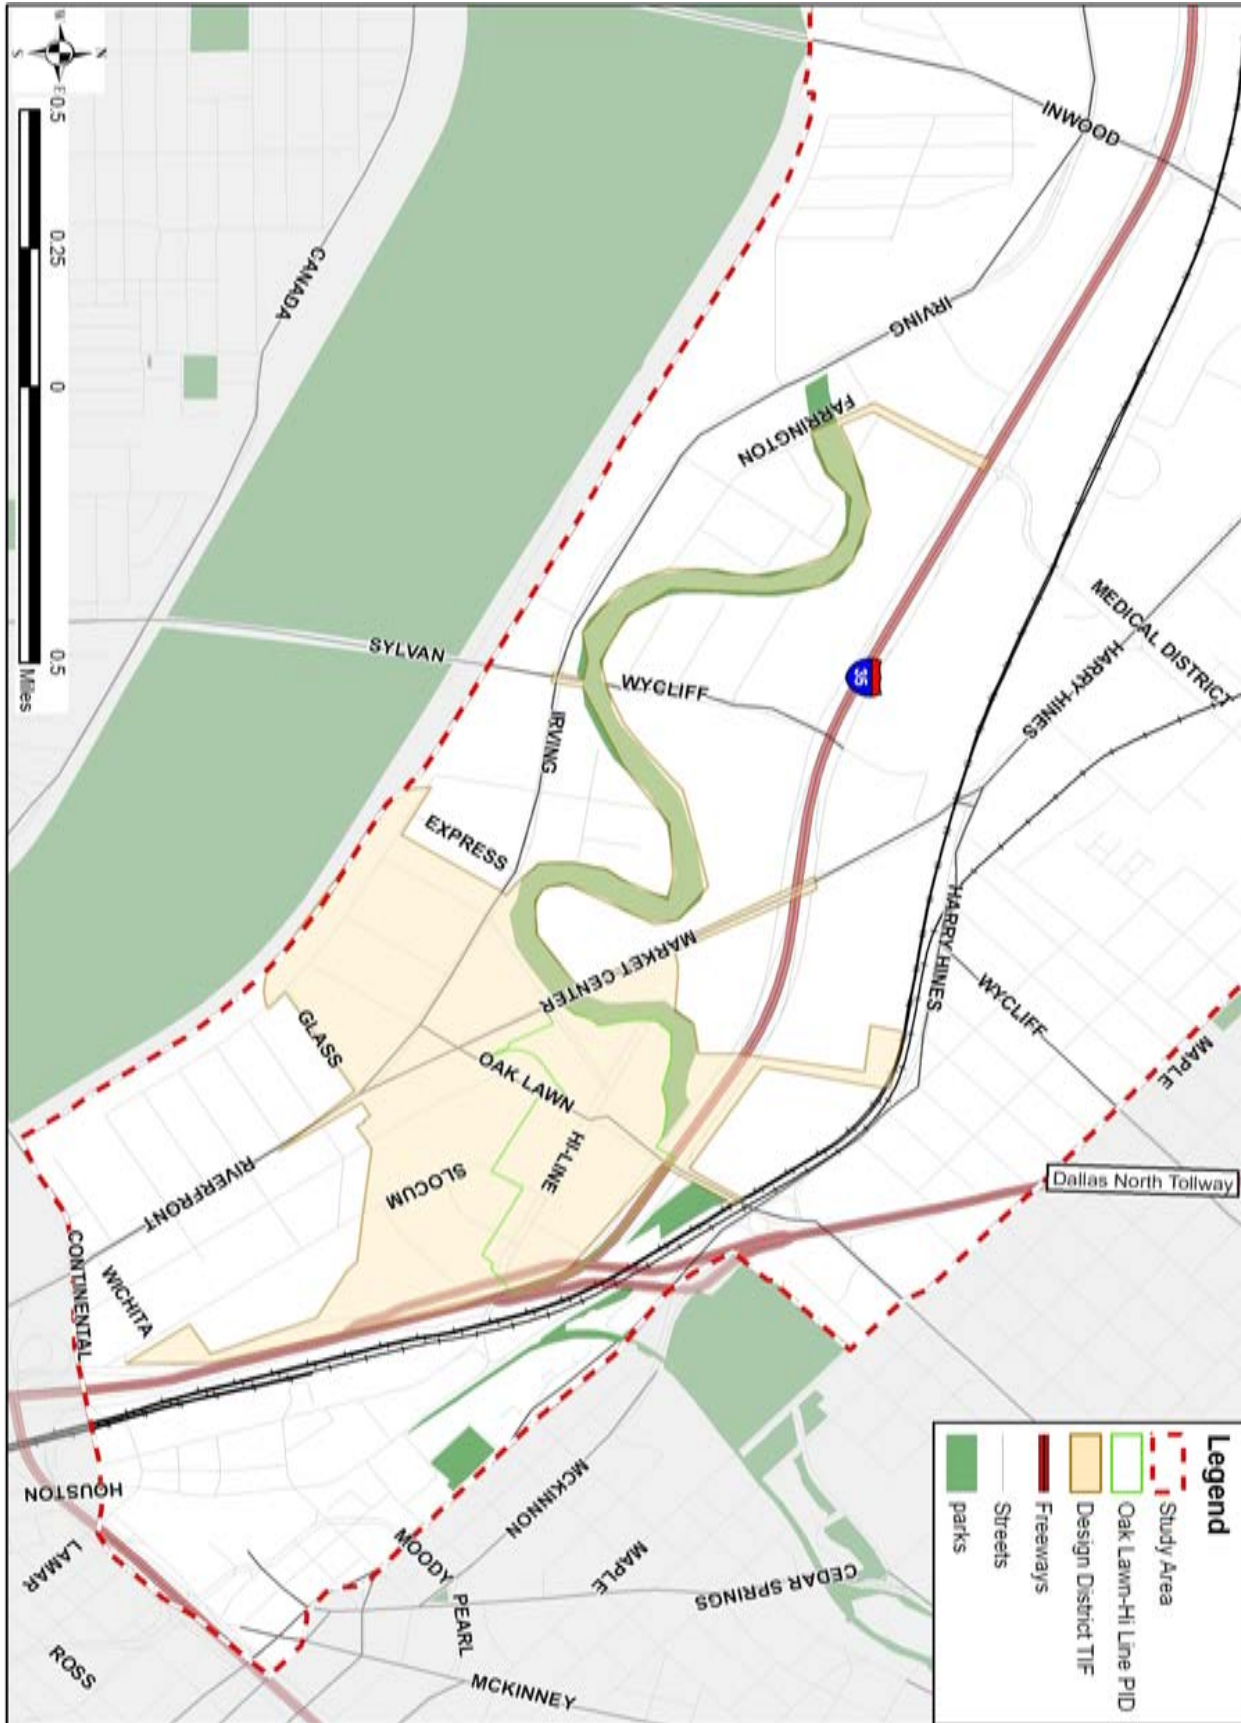 Legend
Study Area
Oak Lawn-Hi Line PID
Design District TIF
Freeways
Streets
parks
N
W
E
S
0.5
0.25
0
0.5
Miles
INWOOD
IRVING
CANADA
FARRINGTON
35
MEDICAL DISTRICT
HARRY HINES
SYLVAN
WYCLIFF
IRVING
EXPRESS
HARRY HINES
MARKET CENTER
WYCLIFF
MAPLE
GLASS
OAK LAWN
HI-LINE
SLOCUM
RIVERFRONT
Dallas North Tollway
CONTINENTAL
WICHITA
HOUSTON
LAMAR
ROSS
MOODY
MCKINNON
MAPLE
CEDAR SPRINGS
PEARL
MCKINNEY